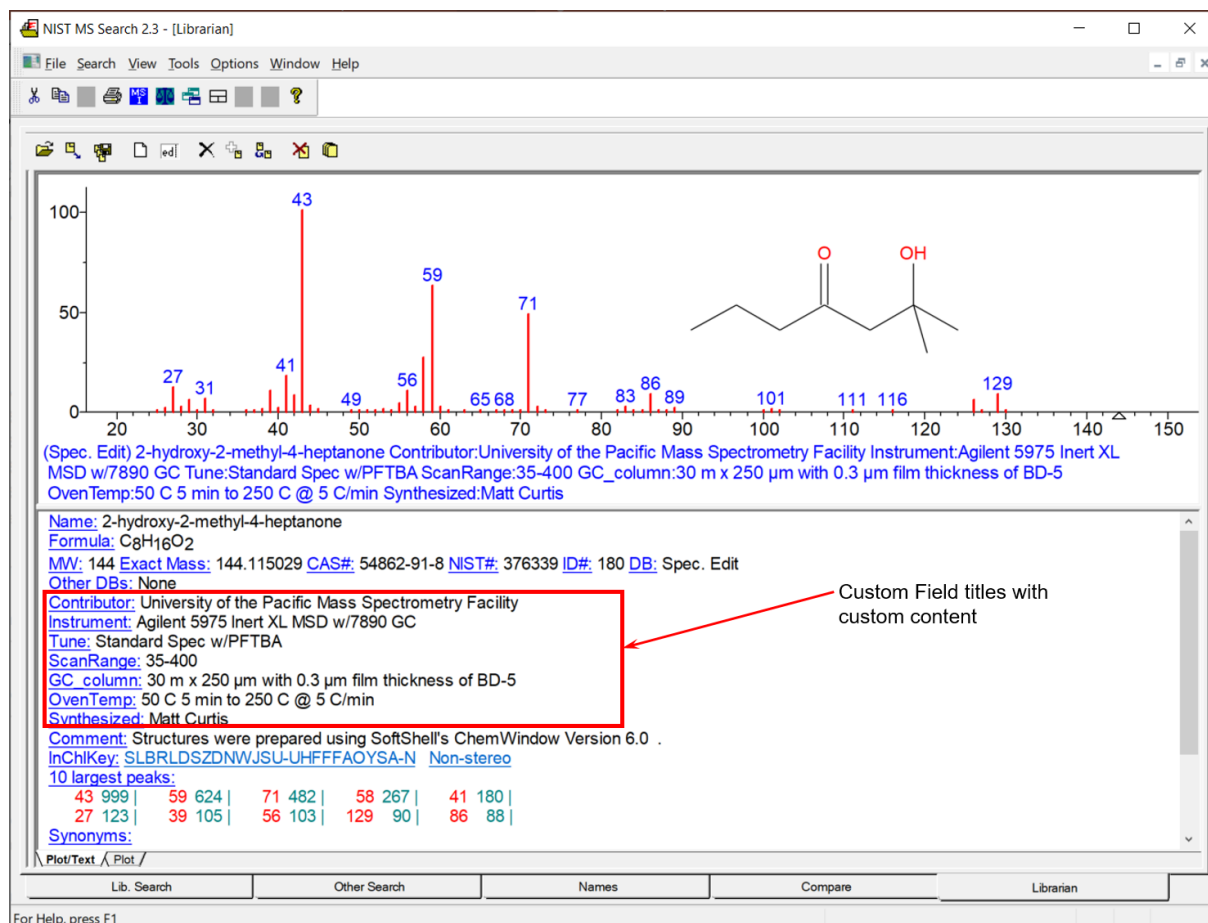 NIST MS Search 2.3 - [Librarian]
File Search View Tools Options Window Help
MS
I
ed
43
100
59
71
50
41
27
31
56
49
65 68
77
83
86
89
101
111
116
129
0
20 30 40 50 60 70 80 90 100 110 120 130 140 150
O
OH
(Spec. Edit) 2-hydroxy-2-methyl-4-heptanone Contributor:University of the Pacific Mass Spectrometry Facility Instrument:Agilent 5975 Inert XL
MSD w/7890 GC Tune:Standard Spec w/PFTBA ScanRange:35-400 GC_column:30 m x 250 µm with 0.3 µm film thickness of BD-5
OvenTemp:50 C 5 min to 250 C @ 5 C/min Synthesized:Matt Curtis
Name: 2-hydroxy-2-methyl-4-heptanone
Formula: C8H16O2
MW: 144 Exact Mass: 144.115029 CAS#: 54862-91-8 NIST#: 376339 ID#: 180 DB: Spec. Edit
Other DBs: None
Contributor: University of the Pacific Mass Spectrometry Facility
Instrument: Agilent 5975 Inert XL MSD w/7890 GC
Tune: Standard Spec w/PFTBA
ScanRange: 35-400
GC_column: 30 m x 250 µm with 0.3 µm film thickness of BD-5
OvenTemp: 50 C 5 min to 250 C @ 5 C/min
Synthesized: Matt Curtis
Custom Field titles with
custom content
Comment: Structures were prepared using SoftShell's ChemWindow Version 6.0 .
InChIKey: SLBRLDSZDNWJSU-UHFFFAOYSA-N Non-stereo
10 largest peaks:
43 999 | 59 624 | 71 482 | 58 267 | 41 180 |
27 123 | 39 105 | 56 103 | 129 90 | 86 88 |
Synonyms:
Plot/Text Plot
Lib. Search Other Search Names Compare Librarian
For Help, press F1